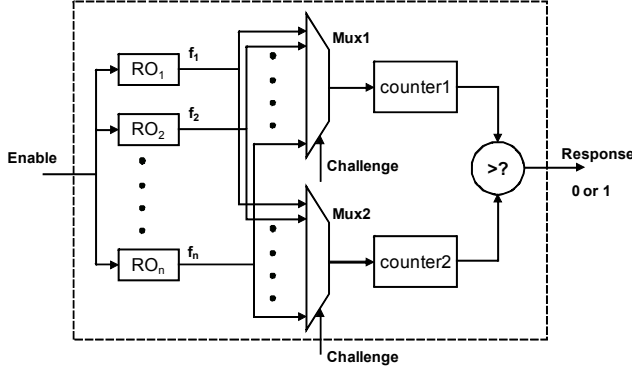 Enable
RO1
RO2
ROn
f1
f2
fn
Mux1
Challenge
Mux2
Challenge
counter1
counter2
>?
Response
0 or 1